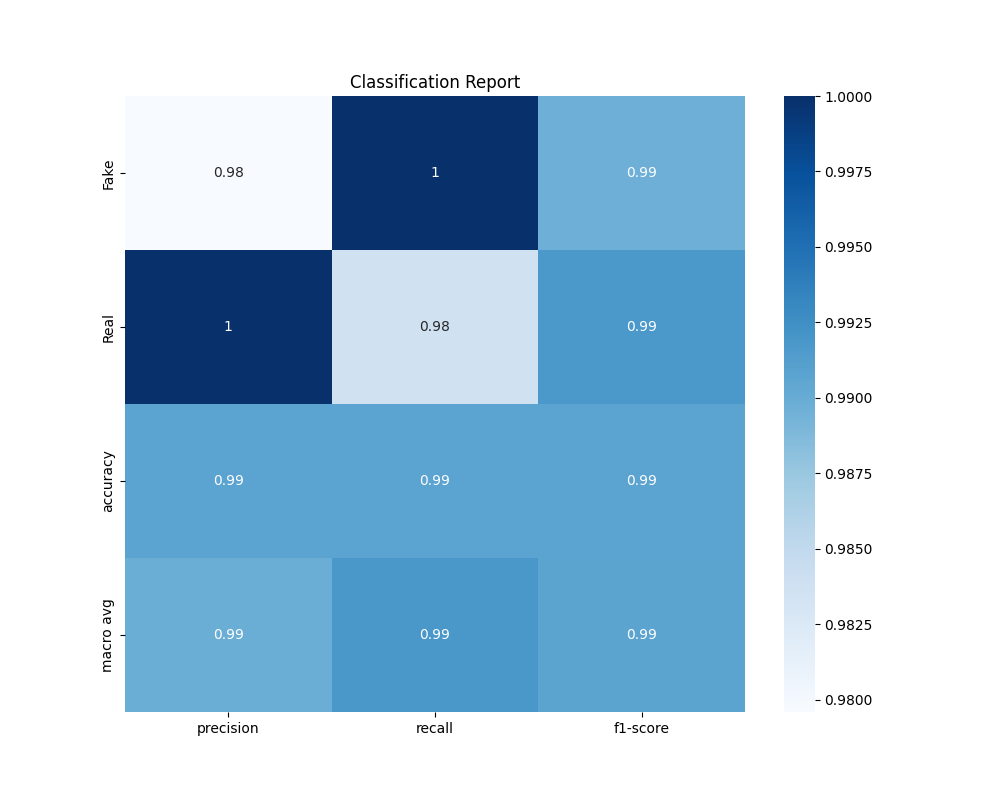 Classification Report
Fake 0.98 1 0.99
Real 1 0.98 0.99
accuracy 0.99 0.99 0.99
macro avg 0.99 0.99 0.99
precision recall f1-score
1.0000
0.9975
0.9950
0.9925
0.9900
0.9875
0.9850
0.9825
0.9800